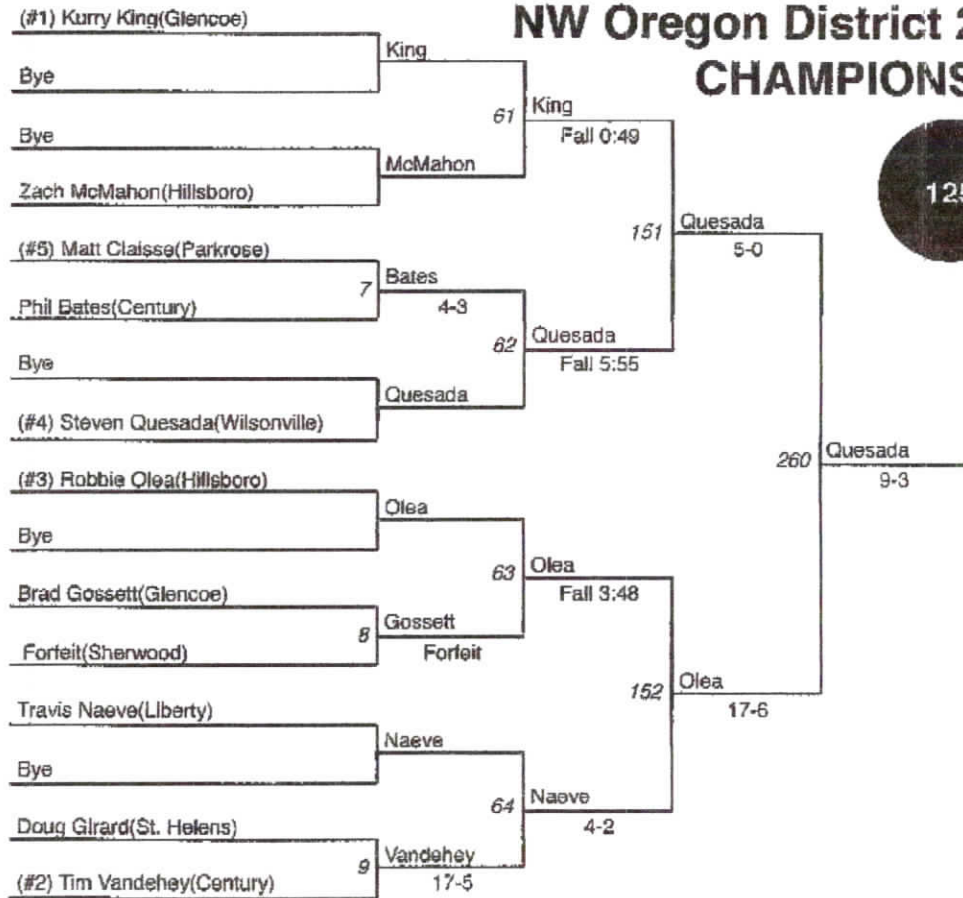 NW Oregon District 2
CHAMPIONS
125
(#1) Kurry King(Glencoe)
Bye
King
Bye
Zach McMahon(Hillsboro)
McMahon
61
King
Fall 0:49
(#5) Matt Claisse(Parkrose)
Phil Bates(Century)
7
Bates
4-3
Bye
(#4) Steven Quesada(Wilsonville)
Quesada
62
Quesada
Fall 5:55
151
Quesada
5-0
(#3) Robbie Olea(Hillsboro)
Bye
Olea
Brad Gossett(Glencoe)
Forfeit(Sherwood)
8
Gossett
Forfeit
63
Olea
Fall 3:48
Travis Naeve(Liberty)
Bye
Naeve
Doug Girard(St. Helens)
(#2) Tim Vandehey(Century)
9
Vandehey
17-5
64
Naeve
4-2
152
Olea
17-6
260
Quesada
9-3